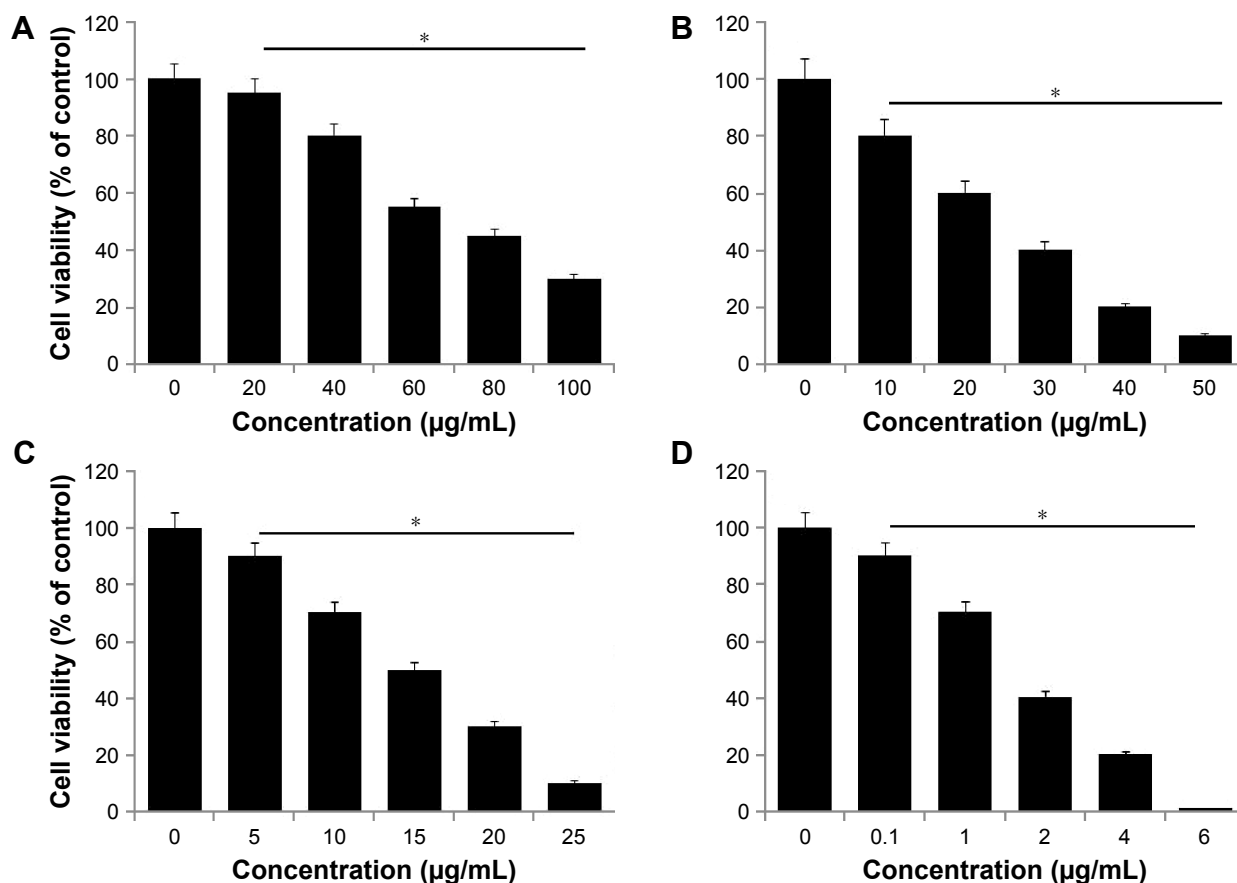 A
Cell viability (% of control)
120
100
80
60
40
20
0
*
0 20 40 60 80 100
Concentration (µg/mL)
B
120
100
80
60
40
20
0
*
0 10 20 30 40 50
Concentration (µg/mL)
C
Cell viability (% of control)
120
100
80
60
40
20
0
*
0 5 10 15 20 25
Concentration (µg/mL)
D
120
100
80
60
40
20
0
*
0 0.1 1 2 4 6
Concentration (µg/mL)